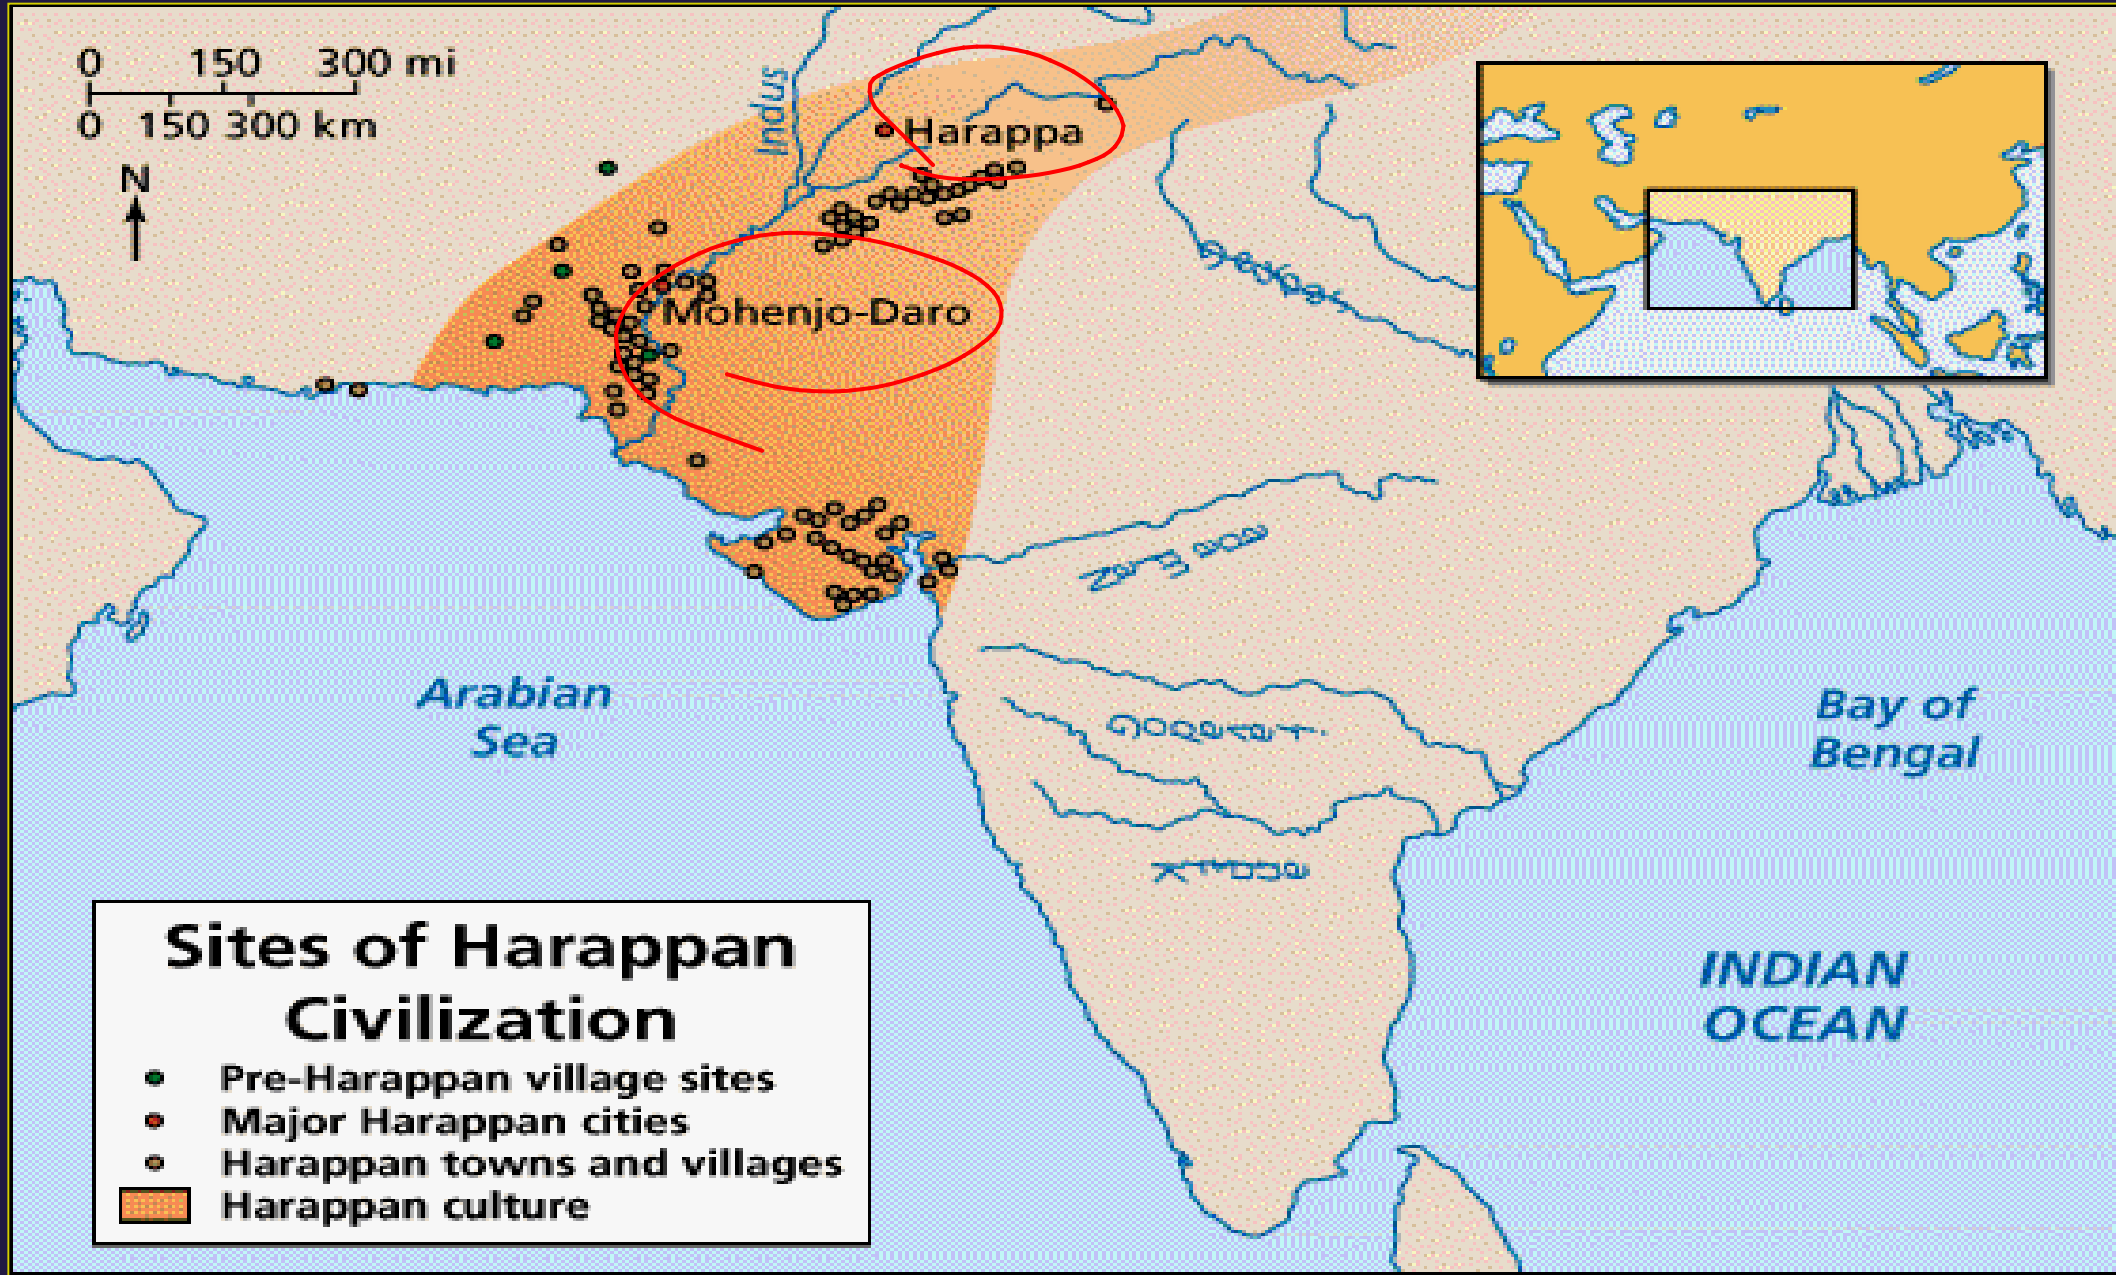 0 150 300 mi
0 150 300 km
N
Indus
Harappa
Mohenjo-Daro
Arabian
Sea
Bay of
Bengal
INDIAN
OCEAN
Sites of Harappan
Civilization
Pre-Harappan village sites
Major Harappan cities
Harappan towns and villages
Harappan culture